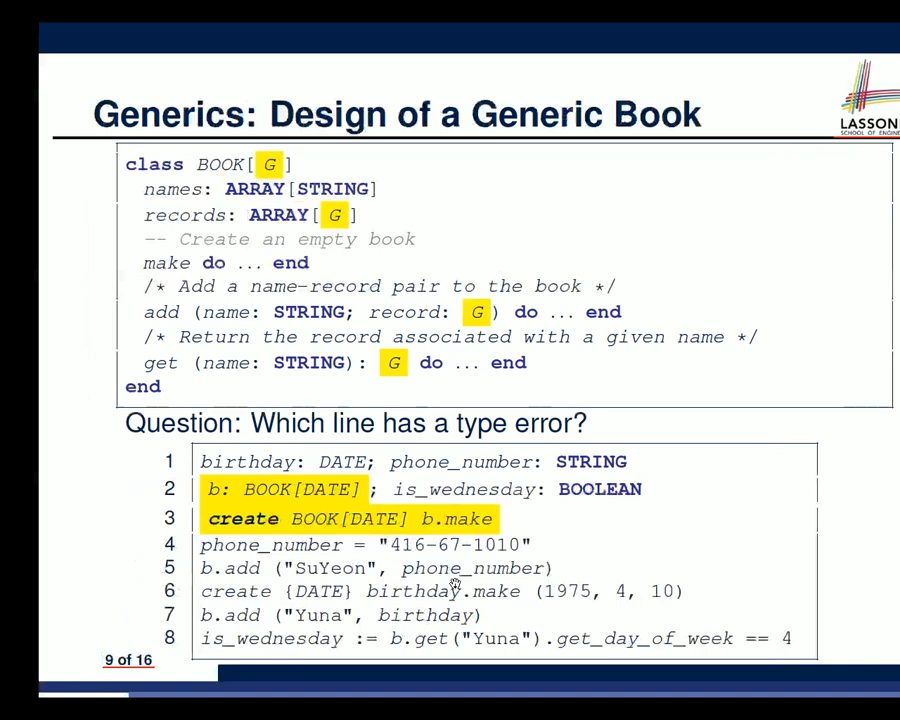 Generics: Design of a Generic Book
LASSON
SCHOOL OF ENGINE
class BOOK[ G ]
names: ARRAY[STRING]
records: ARRAY[ G ]
-- Create an empty book
make do ... end
/* Add a name-record pair to the book */
add (name: STRING; record: G ) do ... end
/* Return the record associated with a given name */
get (name: STRING): G do ... end
end
Question: Which line has a type error?
1 birthday: DATE; phone_number: STRING
2 b: BOOK[DATE] ; is_wednesday: BOOLEAN
3 create BOOK[DATE] b.make
4 phone_number = "416-67-1010"
5 b.add ("SuYeon", phone_number)
6 create {DATE} birthday.make (1975, 4, 10)
7 b.add ("Yuna", birthday)
8 is_wednesday := b.get("Yuna").get_day_of_week == 4
9 of 16